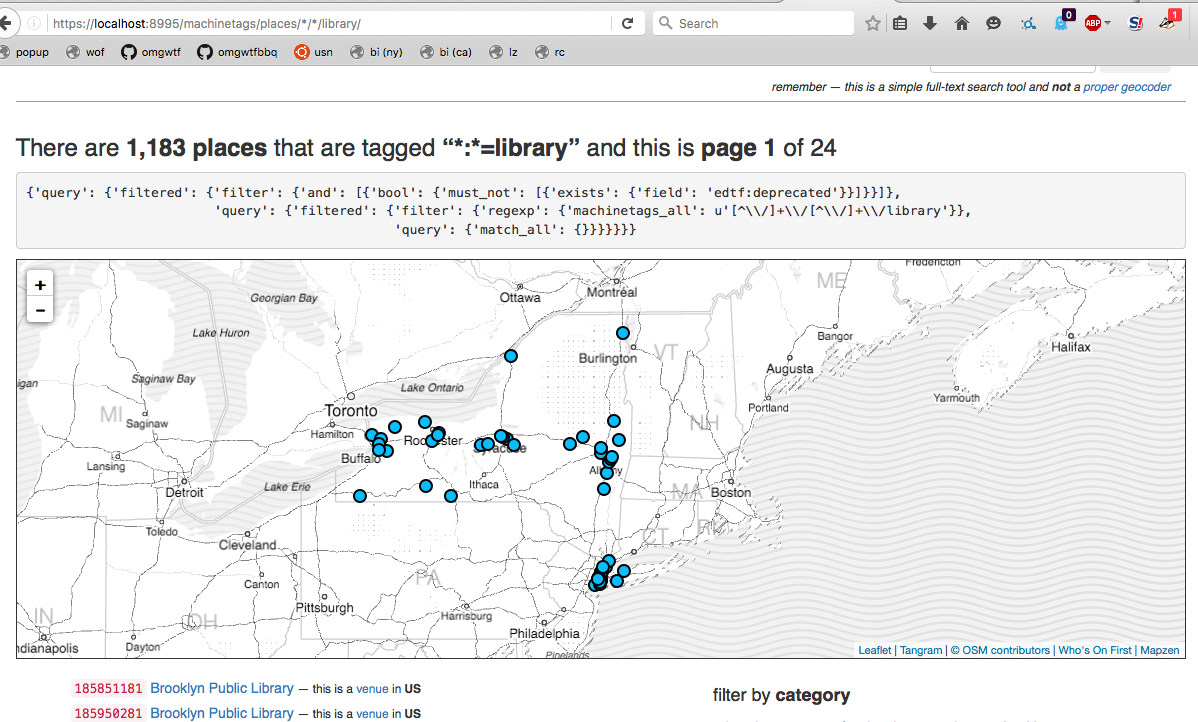 https://localhost:8995/machinetags/places/*/*/library/
Search
0
ABP
S!
1
popup wof omgwtf omgwtfbbq usn bi (ny) bi (ca) lz rc
remember — this is a simple full-text search tool and not a proper geocoder
There are 1,183 places that are tagged “*:*=library” and this is page 1 of 24
{'query': {'filtered': {'filter': {'and': [{'bool': {'must_not': [{'exists': {'field': 'edtf:deprecated'}}]}}]},
'query': {'filtered': {'filter': {'regexp': {'machinetags_all': u'[^\\/]+\\/[^\\/]+\\/library'}},
'query': {'match_all': {}}}}}}}
+
-
Fredericton
ME
Ottawa
Montréal
Georgian Bay
Lake Huron
Bangor
Halifax
Burlington
VT
Augusta
igan
Saginaw Bay
Lake Ontario
Yarmouth
Portland
MI
Saginaw
Toronto
NH
Hamilton
Rochester
Syracuse
Buffalo
Lansing
Ithaca
Albany
Detroit
Lake Erie
MA
Boston
Toledo
Cleveland
CT
RI
Canton
PA
Pittsburgh
Harrisburg
IN
OH
Philadelphia
ndianapolis
Dayton
Pinelands
Leaflet | Tangram | © OSM contributors | Who's On First | Mapzen
185851181 Brooklyn Public Library — this is a venue in US
185950281 Brooklyn Public Library — this is a venue in US
filter by category